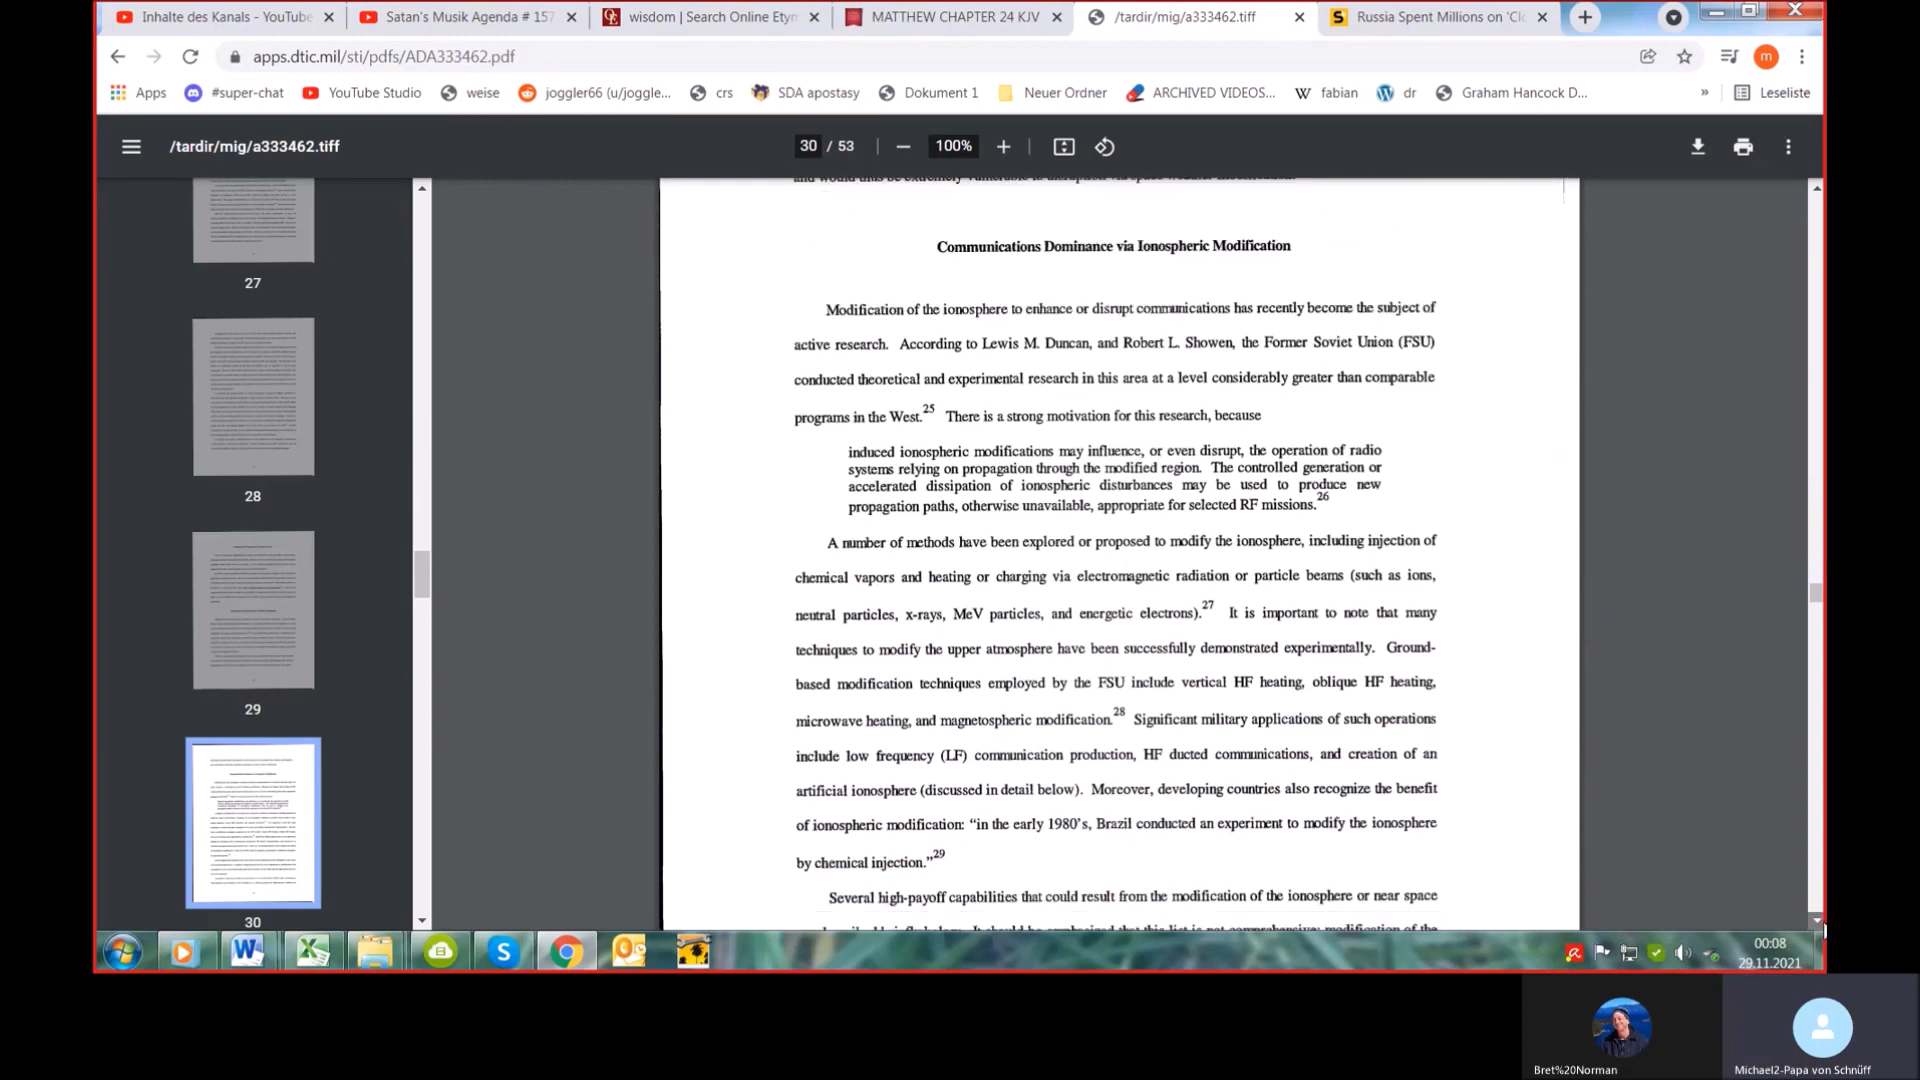 Inhalte des Kanals - YouTube
Satan's Musik Agenda # 157
wisdom | Search Online Etym
MATTHEW CHAPTER 24 KJV
/tardir/mig/a333462.tiff
Russia Spent Millions on 'Clo
apps.dtic.mil/sti/pdfs/ADA333462.pdf
m
Apps
#super-chat
YouTube Studio
weise
joggler66 (u/joggle...
crs
SDA apostasy
Dokument 1
Neuer Ordner
ARCHIVED VIDEOS...
fabian
dr
Graham Hancock D...
»
Leseliste
/tardir/mig/a333462.tiff
30 / 53
100%
27
28
29
30
Communications Dominance via Ionospheric Modification
Modification of the ionosphere to enhance or disrupt communications has recently become the subject of
active research. According to Lewis M. Duncan, and Robert L. Showen, the Former Soviet Union (FSU)
conducted theoretical and experimental research in this area at a level considerably greater than comparable
programs in the West.25 There is a strong motivation for this research, because
induced ionospheric modifications may influence, or even disrupt, the operation of radio
systems relying on propagation through the modified region. The controlled generation or
accelerated dissipation of ionospheric disturbances may be used to produce new
propagation paths, otherwise unavailable, appropriate for selected RF missions.26
A number of methods have been explored or proposed to modify the ionosphere, including injection of
chemical vapors and heating or charging via electromagnetic radiation or particle beams (such as ions,
neutral particles, x-rays, MeV particles, and energetic electrons).27 It is important to note that many
techniques to modify the upper atmosphere have been successfully demonstrated experimentally. Ground-
based modification techniques employed by the FSU include vertical HF heating, oblique HF heating,
microwave heating, and magnetospheric modification.28 Significant military applications of such operations
include low frequency (LF) communication production, HF ducted communications, and creation of an
artificial ionosphere (discussed in detail below). Moreover, developing countries also recognize the benefit
of ionospheric modification: “in the early 1980’s, Brazil conducted an experiment to modify the ionosphere
by chemical injection.”29
Several high-payoff capabilities that could result from the modification of the ionosphere or near space
00:08
29.11.2021
Bret%20Norman
Michael2-Papa von Schnüff